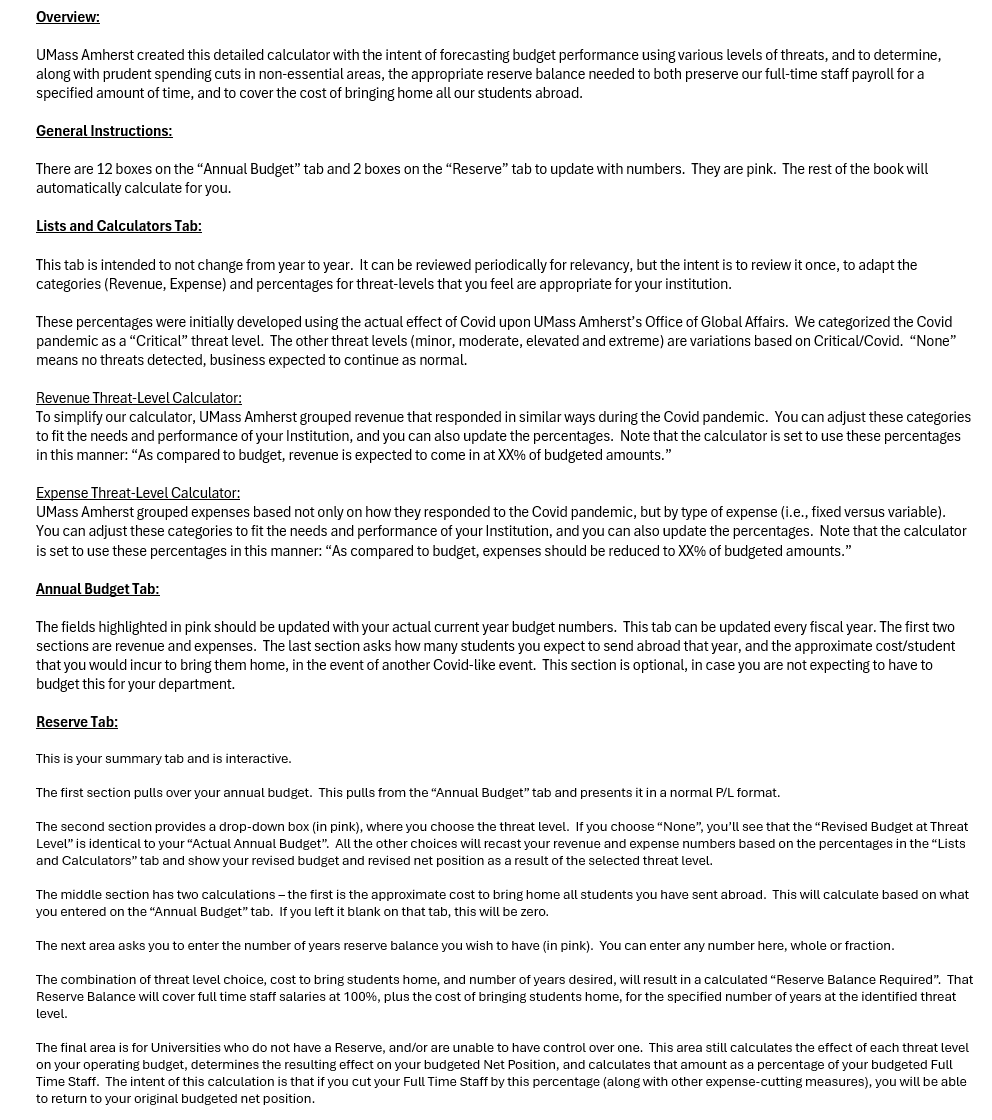 Overview:
UMass Amherst created this detailed calculator with the intent of forecasting budget performance using various levels of threats, and to determine,
along with prudent spending cuts in non-essential areas, the appropriate reserve balance needed to both preserve our full-time staff payroll for a
specified amount of time, and to cover the cost of bringing home all our students abroad.
General Instructions:
There are 12 boxes on the “Annual Budget” tab and 2 boxes on the “Reserve” tab to update with numbers.  They are pink.  The rest of the book will
automatically calculate for you.
Lists and Calculators Tab:
This tab is intended to not change from year to year.  It can be reviewed periodically for relevancy, but the intent is to review it once, to adapt the
categories (Revenue, Expense) and percentages for threat-levels that you feel are appropriate for your institution.
These percentages were initially developed using the actual effect of Covid upon UMass Amherst’s Office of Global Affairs.  We categorized the Covid
pandemic as a “Critical” threat level.  The other threat levels (minor, moderate, elevated and extreme) are variations based on Critical/Covid.  “None”
means no threats detected, business expected to continue as normal.
Revenue Threat-Level Calculator:
To simplify our calculator, UMass Amherst grouped revenue that responded in similar ways during the Covid pandemic.  You can adjust these categories
to fit the needs and performance of your Institution, and you can also update the percentages.  Note that the calculator is set to use these percentages
in this manner: “As compared to budget, revenue is expected to come in at XX% of budgeted amounts.”
Expense Threat-Level Calculator:
UMass Amherst grouped expenses based not only on how they responded to the Covid pandemic, but by type of expense (i.e., fixed versus variable).
You can adjust these categories to fit the needs and performance of your Institution, and you can also update the percentages.  Note that the calculator
is set to use these percentages in this manner: “As compared to budget, expenses should be reduced to XX% of budgeted amounts.”
Annual Budget Tab:
The fields highlighted in pink should be updated with your actual current year budget numbers.  This tab can be updated every fiscal year. The first two
sections are revenue and expenses.  The last section asks how many students you expect to send abroad that year, and the approximate cost/student
that you would incur to bring them home, in the event of another Covid-like event.  This section is optional, in case you are not expecting to have to
budget this for your department.
Reserve Tab:
This is your summary tab and is interactive.
The first section pulls over your annual budget.  This pulls from the “Annual Budget” tab and presents it in a normal P/L format.
The second section provides a drop-down box (in pink), where you choose the threat level.  If you choose “None”, you’ll see that the “Revised Budget at Threat
Level” is identical to your “Actual Annual Budget”.  All the other choices will recast your revenue and expense numbers based on the percentages in the “Lists
and Calculators” tab and show your revised budget and revised net position as a result of the selected threat level.
The middle section has two calculations – the first is the approximate cost to bring home all students you have sent abroad.  This will calculate based on what
you entered on the “Annual Budget” tab.  If you left it blank on that tab, this will be zero.
The next area asks you to enter the number of years reserve balance you wish to have (in pink).  You can enter any number here, whole or fraction.
The combination of threat level choice, cost to bring students home, and number of years desired, will result in a calculated “Reserve Balance Required”.  That
Reserve Balance will cover full time staff salaries at 100%, plus the cost of bringing students home, for the specified number of years at the identified threat
level.
The final area is for Universities who do not have a Reserve, and/or are unable to have control over one.  This area still calculates the effect of each threat level
on your operating budget, determines the resulting effect on your budgeted Net Position, and calculates that amount as a percentage of your budgeted Full
Time Staff.  The intent of this calculation is that if you cut your Full Time Staff by this percentage (along with other expense-cutting measures), you will be able
to return to your original budgeted net position.